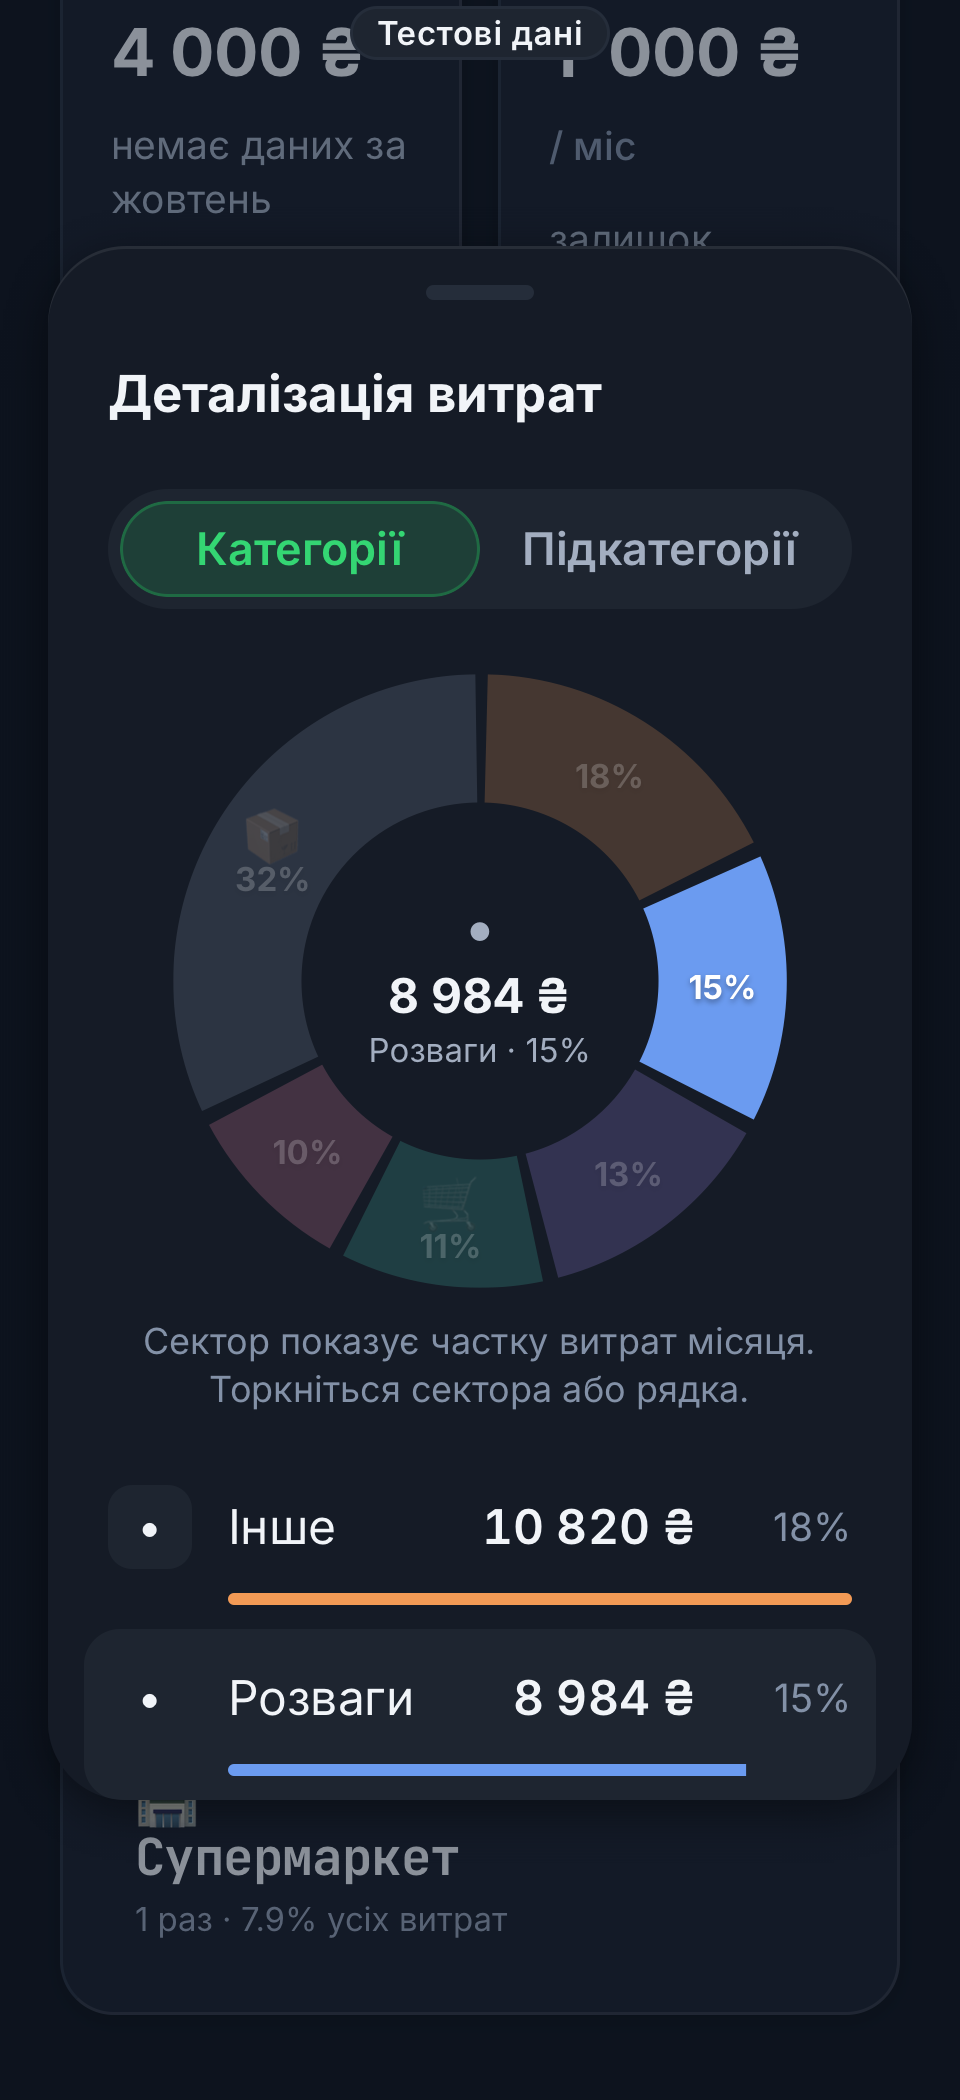 Тестові дані
4 000 ₴
1 000 ₴
немає даних за
жовтень
/ міс
залишок
Деталізація витрат
Категорії
Підкатегорії
18%
32%
15%
8 984 ₴
Розваги · 15%
10%
13%
11%
Сектор показує частку витрат місяця.
Торкніться сектора або рядка.
Інше 10 820 ₴ 18%
Розваги 8 984 ₴ 15%
Супермаркет
1 раз · 7.9% усіх витрат